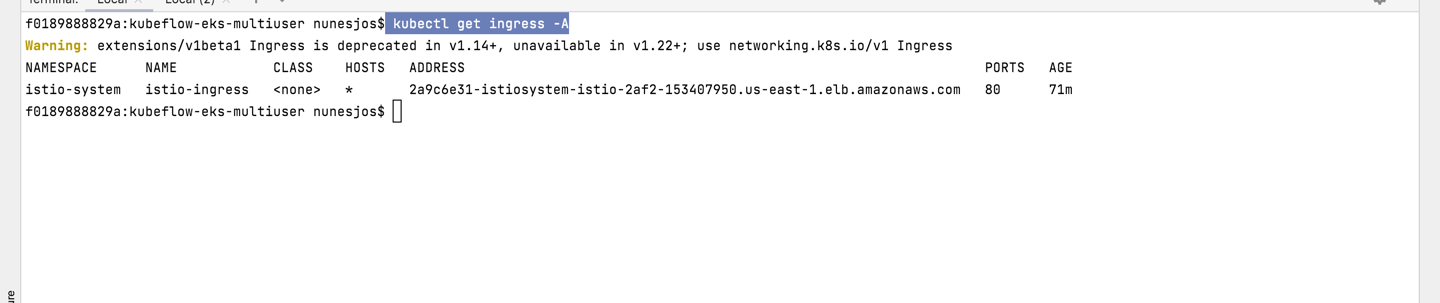 Terminal: Local × Local (2) × +
f0189888829a:kubeflow-eks-multiuser nunesjos$ kubectl get ingress -A
Warning: extensions/v1beta1 Ingress is deprecated in v1.14+, unavailable in v1.22+; use networking.k8s.io/v1 Ingress
NAMESPACE NAME CLASS HOSTS ADDRESS PORTS AGE
istio-system istio-ingress <none> * 2a9c6e31-istiosystem-istio-2af2-153407950.us-east-1.elb.amazonaws.com 80 71m
f0189888829a:kubeflow-eks-multiuser nunesjos$